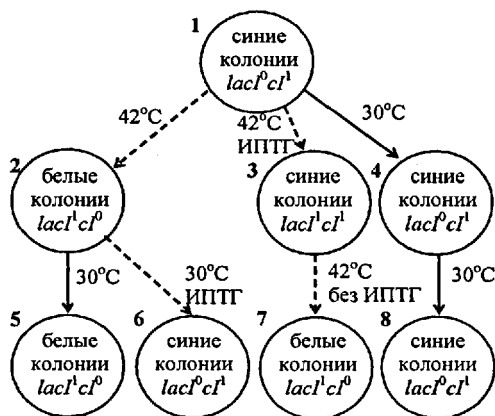 1
синие
колонии
lacI⁰cI¹
42°C
42°C
ИПТГ
30°C
2
белые
колонии
lacI¹cI⁰
3
синие
колонии
lacI¹cI¹
4
синие
колонии
lacI⁰cI¹
30°C
30°C
ИПТГ
42°C
без ИПТГ
30°C
5
белые
колонии
lacI¹cI⁰
6
синие
колонии
lacI⁰cI¹
7
белые
колонии
lacI¹cI⁰
8
синие
колонии
lacI⁰cI¹